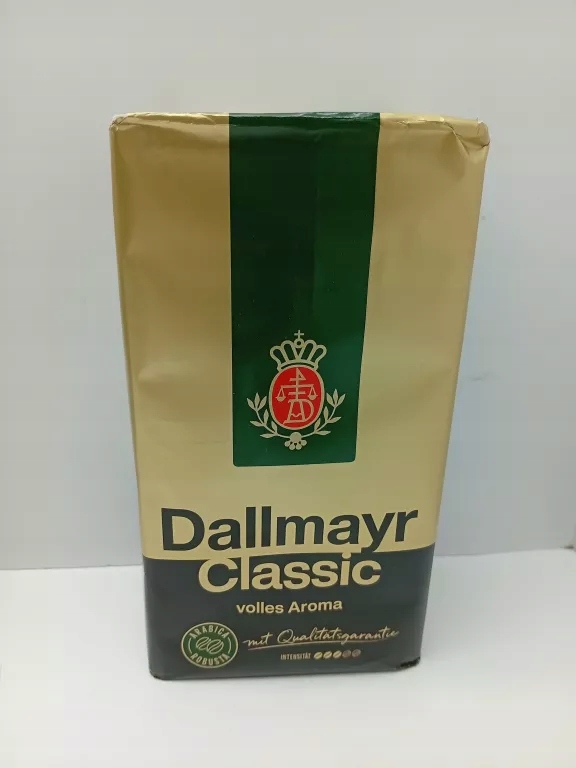 Dallmayr
Classic
volles Aroma
ARABICA
ROBUSTA
mit Qualitätsgarantie
INTENSITÄT